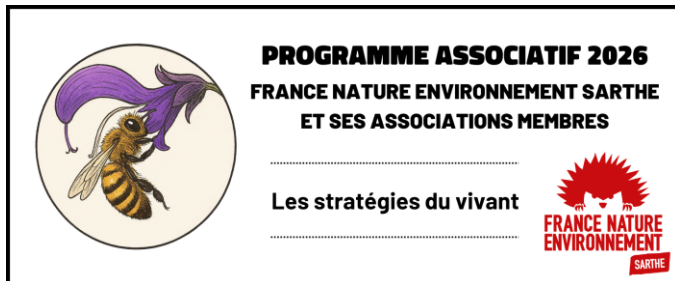 PROGRAMME ASSOCIATIF 2026
FRANCE NATURE ENVIRONNEMENT SARTHE
ET SES ASSOCIATIONS MEMBRES
Les stratégies du vivant
FRANCE NATURE
ENVIRONNEMENT
SARTHE